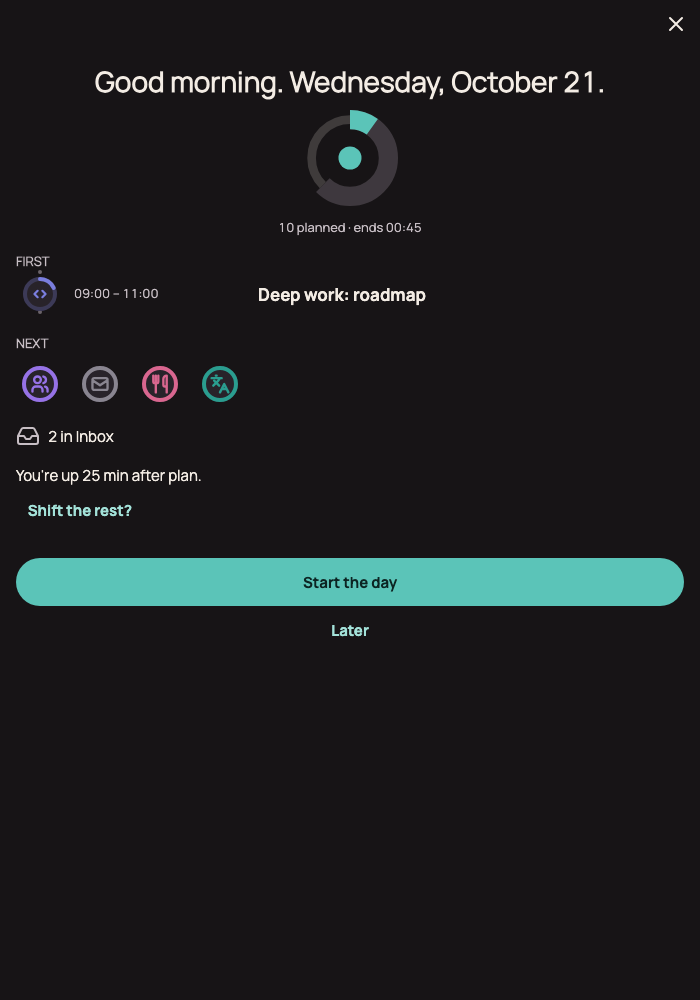 Good morning. Wednesday, October 21.
10 planned · ends 00:45
FIRST
09:00 – 11:00
Deep work: roadmap
NEXT
2 in Inbox
You're up 25 min after plan.
Shift the rest?
Start the day
Later